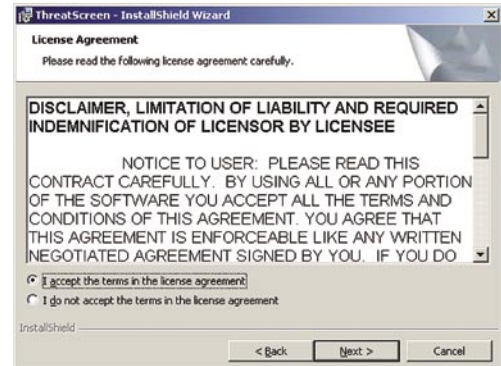 ThreatScreen - InstallShield Wizard
License Agreement
Please read the following license agreement carefully.
DISCLAIMER, LIMITATION OF LIABILITY AND REQUIRED
INDEMNIFICATION OF LICENSOR BY LICENSEE
NOTICE TO USER: PLEASE READ THIS
CONTRACT CAREFULLY. BY USING ALL OR ANY PORTION
OF THE SOFTWARE YOU ACCEPT ALL THE TERMS AND
CONDITIONS OF THIS AGREEMENT. YOU AGREE THAT
THIS AGREEMENT IS ENFORCEABLE LIKE ANY WRITTEN
NEGOTIATED AGREEMENT SIGNED BY YOU. IF YOU DO
I accept the terms in the license agreement
I do not accept the terms in the license agreement
InstallShield
< Back Next > Cancel